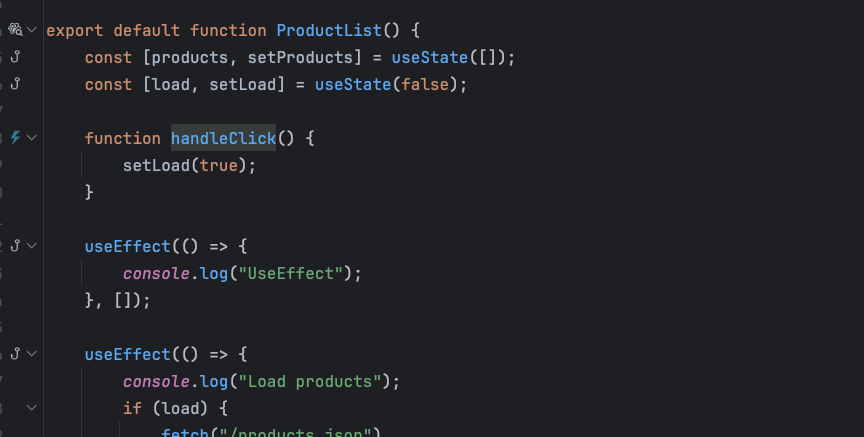 export default function ProductList() {
const [products, setProducts] = useState([]);
const [load, setLoad] = useState(false);
function handleClick() {
setLoad(true);
}
useEffect(() => {
console.log("UseEffect");
}, []);
useEffect(() => {
console.log("Load products");
if (load) {
fetch("/products.json")